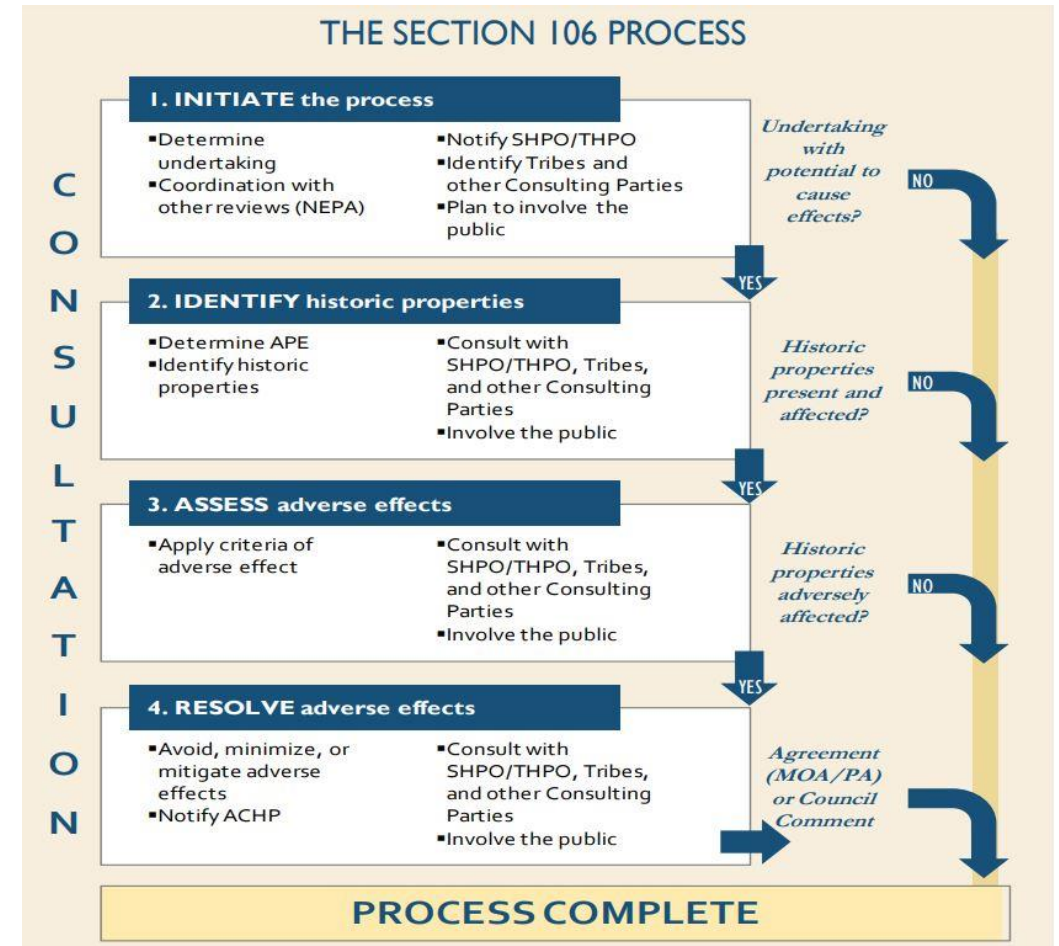 THE SECTION 106 PROCESS
CONSULTATION
1. INITIATE the process
▪Determine
undertaking
▪Coordination with
other reviews (NEPA)
▪Notify SHPO/THPO
▪Identify Tribes and
other Consulting Parties
▪Plan to involve the
public
Undertaking
with
potential to
cause
effects?
NO
YES
2. IDENTIFY historic properties
▪Determine APE
▪Identify historic
properties
▪Consult with
SHPO/THPO, Tribes,
and other Consulting
Parties
▪Involve the public
Historic
properties
present and
affected?
NO
YES
3. ASSESS adverse effects
▪Apply criteria of
adverse effect
▪Consult with
SHPO/THPO, Tribes,
and other Consulting
Parties
▪Involve the public
Historic
properties
adversely
affected?
NO
YES
4. RESOLVE adverse effects
▪Avoid, minimize, or
mitigate adverse
effects
▪Notify ACHP
▪Consult with
SHPO/THPO, Tribes,
and other Consulting
Parties
▪Involve the public
Agreement
(MOA/PA)
or Council
Comment
PROCESS COMPLETE